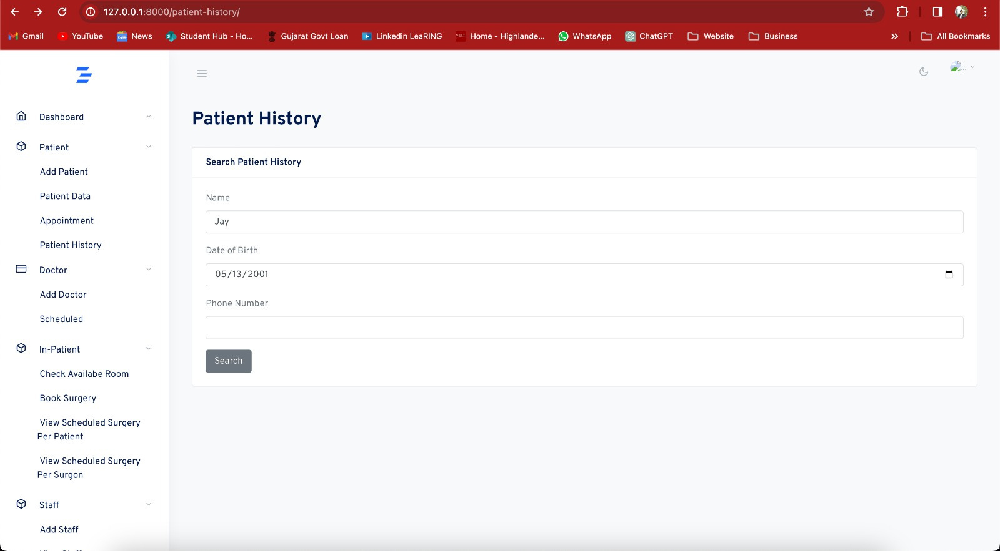 127.0.0.1:8000/patient-history/
Gmail YouTube News Student Hub - Ho... Gujarat Govt Loan Linkedin LeaRING Home - Highlande... WhatsApp ChatGPT Website Business » All Bookmarks
Dashboard
Patient
Add Patient
Patient Data
Appointment
Patient History
Doctor
Add Doctor
Scheduled
In-Patient
Check Availabe Room
Book Surgery
View Scheduled Surgery
Per Patient
View Scheduled Surgery
Per Surgon
Staff
Add Staff
Patient History
Search Patient History
Name
Jay
Date of Birth
05/13/2001
Phone Number
Search